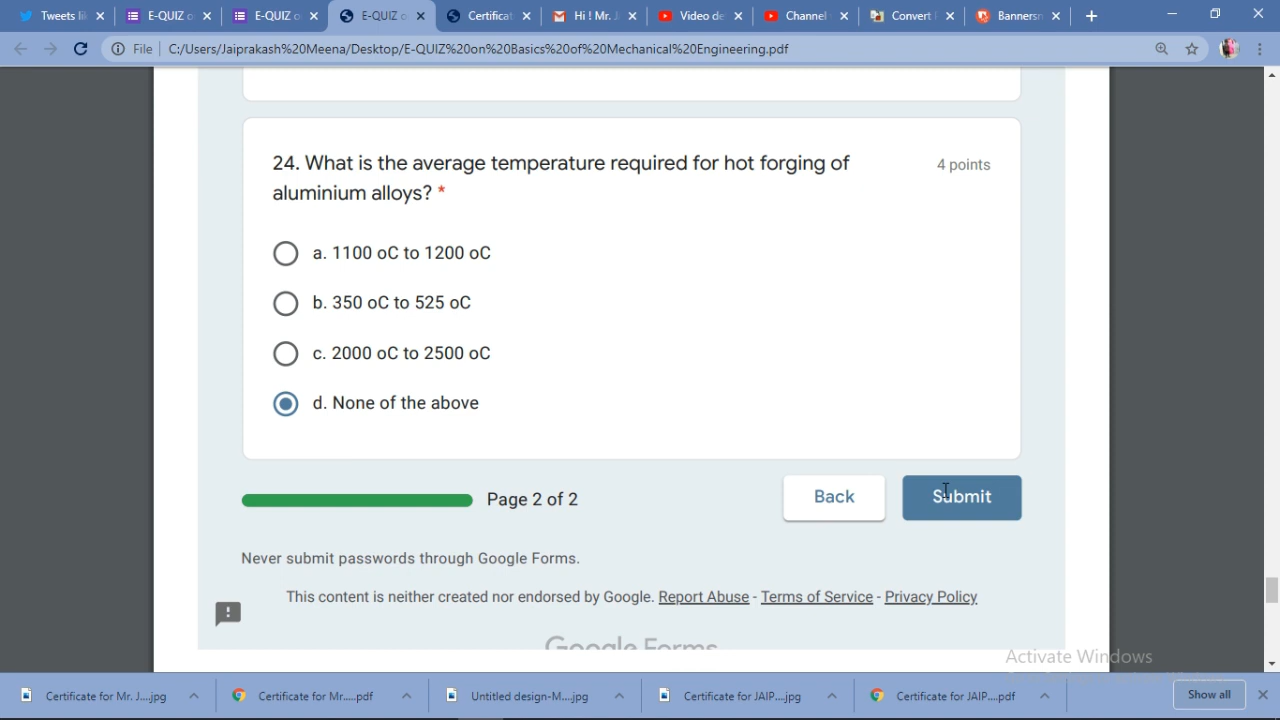 Tweets li
E-QUIZ o
E-QUIZ o
E-QUIZ o
Certificat
Hi ! Mr. J
Video de
Channel
Convert
Banners
File C:/Users/Jaiprakash%20Meena/Desktop/E-QUIZ%20on%20Basics%20of%20Mechanical%20Engineering.pdf
24. What is the average temperature required for hot forging of
aluminium alloys? *
4 points
a. 1100 oC to 1200 oC
b. 350 oC to 525 oC
c. 2000 oC to 2500 oC
d. None of the above
Page 2 of 2
Back
Submit
Never submit passwords through Google Forms.
This content is neither created nor endorsed by Google. Report Abuse - Terms of Service - Privacy Policy
Google Forms
Activate Windows
Certificate for Mr. J....jpg
Certificate for Mr.....pdf
Untitled design-M....jpg
Certificate for JAIP....jpg
Certificate for JAIP....pdf
Show all